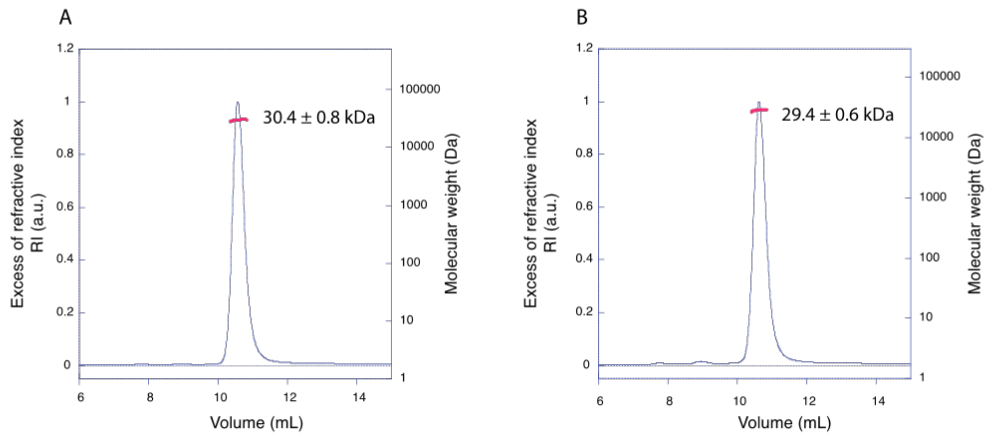 A
1.2
1
0.8
0.6
0.4
0.2
0
Excess of refractive index
RI (a.u.)
30.4 ± 0.8 kDa
100000
10000
1000
100
10
1
Molecular weight (Da)
6 8 10 12 14
Volume (mL)
B
1.2
1
0.8
0.6
0.4
0.2
0
Excess of refractive index
RI (a.u.)
29.4 ± 0.6 kDa
100000
10000
1000
100
10
1
Molecular weight (Da)
6 8 10 12 14
Volume (mL)